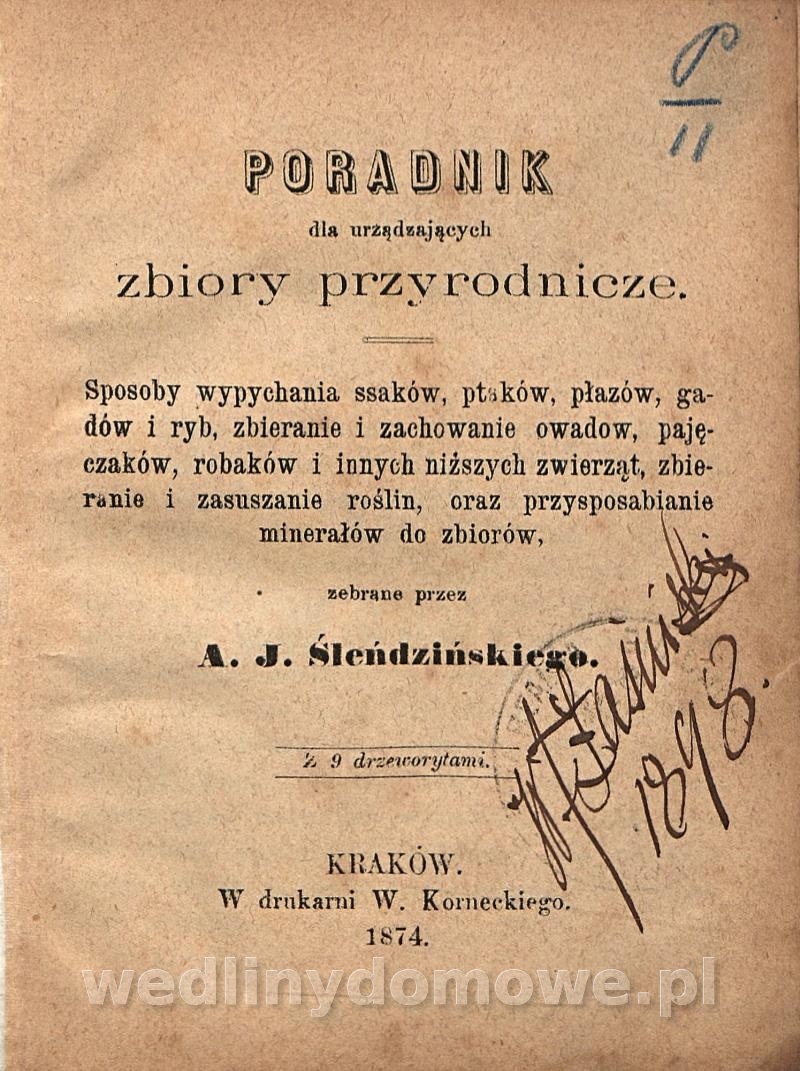 P
11
PORADNIK
dla urządzających
zbiory przyrodnicze.
Sposoby wypychania ssaków, ptaków, płazów, ga-
dów i ryb, zbieranie i zachowanie owadow, paję-
czaków, robaków i innych niższych zwierząt, zbie-
ranie i zasuszanie roślin, oraz przysposabianie
minerałów do zbiorów,
zebrane przez
A. J. Śleńdzińskiego.
Z 9 drzeworytami.
1893.
KRAKÓW.
W drukarni W. Korneckiego.
1874.
wedlinydomowe.pl